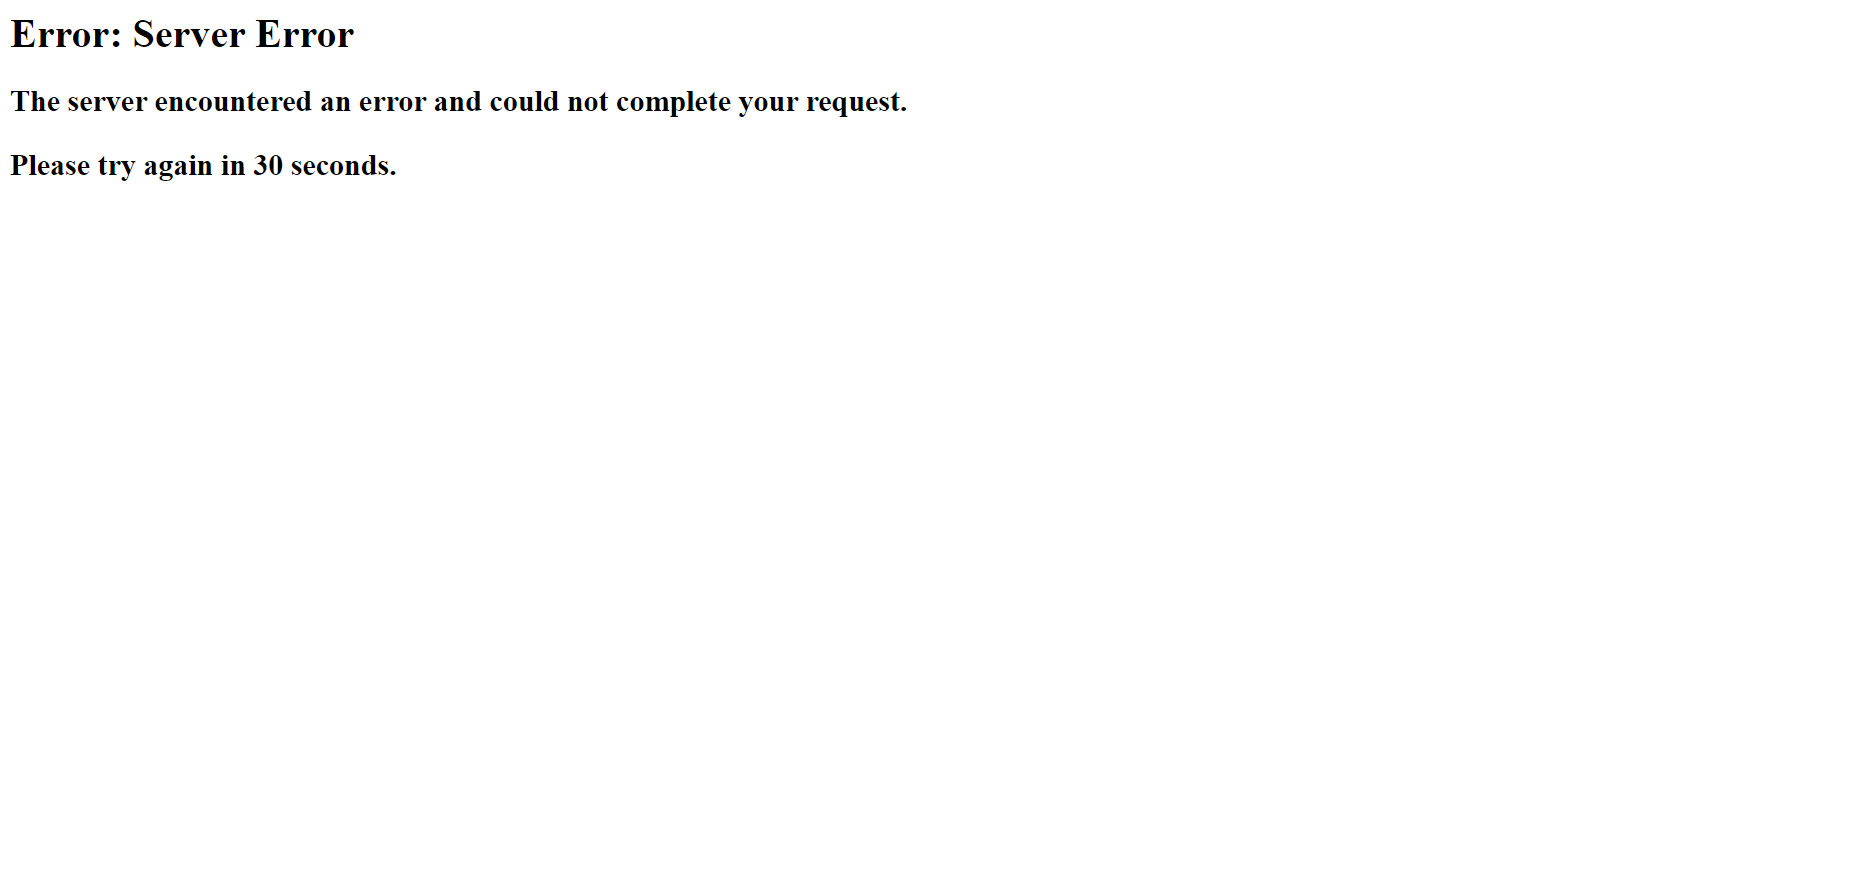 Error: Server Error
The server encountered an error and could not complete your request.
Please try again in 30 seconds.